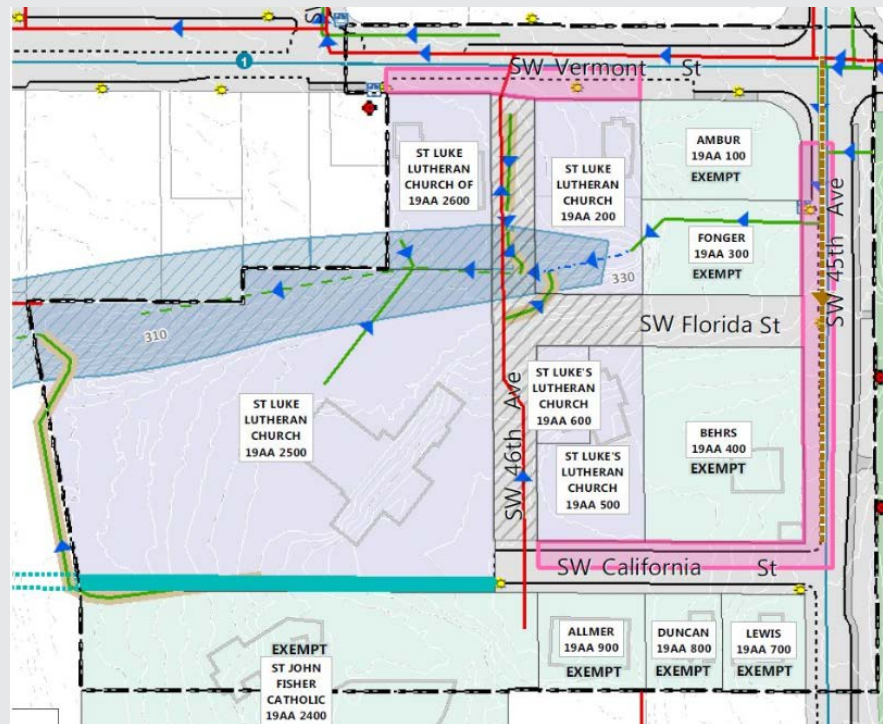 1
SW Vermont St
ST LUKE
LUTHERAN
CHURCH OF
19AA 2600
ST LUKE
LUTHERAN
CHURCH
19AA 200
AMBUR
19AA 100
EXEMPT
FONGER
19AA 300
EXEMPT
SW 45th Ave
330
310
SW Florida St
ST LUKE
LUTHERAN
CHURCH
19AA 2500
SW 46th Ave
ST LUKE'S
LUTHERAN
CHURCH
19AA 600
ST LUKE'S
LUTHERAN
CHURCH
19AA 500
BEHRS
19AA 400
EXEMPT
SW California St
EXEMPT
ST JOHN
FISHER
CATHOLIC
19AA 2400
ALLMER
19AA 900
EXEMPT
DUNCAN
19AA 800
EXEMPT
LEWIS
19AA 700
EXEMPT